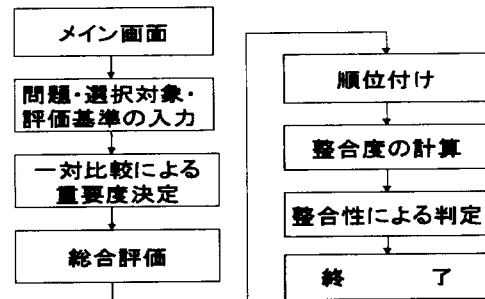 メイン画面
問題・選択対象・
評価基準の入力
一対比較による
重要度決定
総合評価
順位付け
整合度の計算
整合性による判定
終　　　了